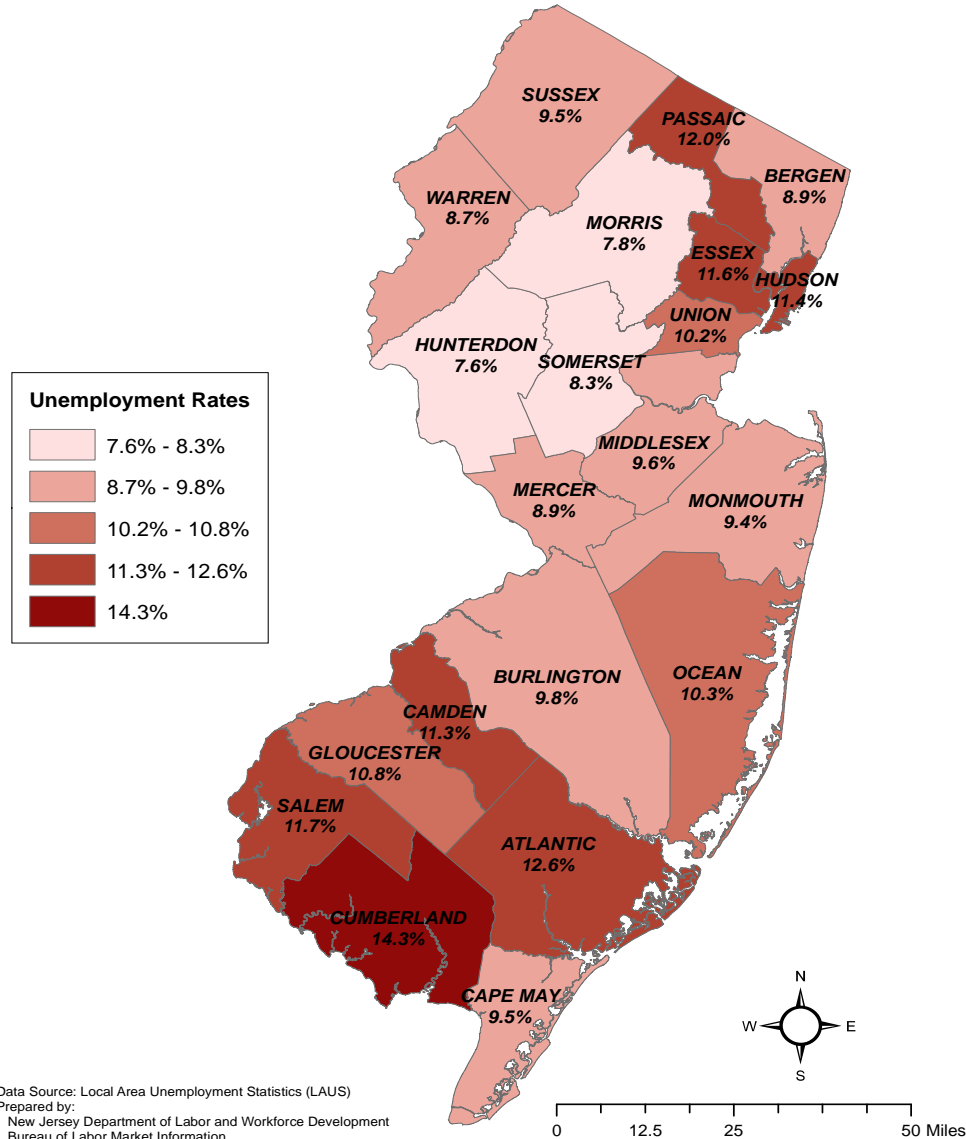 SUSSEX
9.5%
PASSAIC
12.0%
BERGEN
8.9%
WARREN
8.7%
MORRIS
7.8%
ESSEX
11.6%
HUDSON
11.4%
UNION
10.2%
HUNTERDON
7.6%
SOMERSET
8.3%
Unemployment Rates
7.6% - 8.3%
8.7% - 9.8%
10.2% - 10.8%
11.3% - 12.6%
14.3%
MIDDLESEX
9.6%
MERCER
8.9%
MONMOUTH
9.4%
BURLINGTON
9.8%
OCEAN
10.3%
CAMDEN
11.3%
GLOUCESTER
10.8%
SALEM
11.7%
ATLANTIC
12.6%
CUMBERLAND
14.3%
CAPE MAY
9.5%
N
W E
S
Data Source: Local Area Unemployment Statistics (LAUS)
Prepared by:
New Jersey Department of Labor and Workforce Development
Bureau of Labor Market Information
0 12.5 25 50 Miles